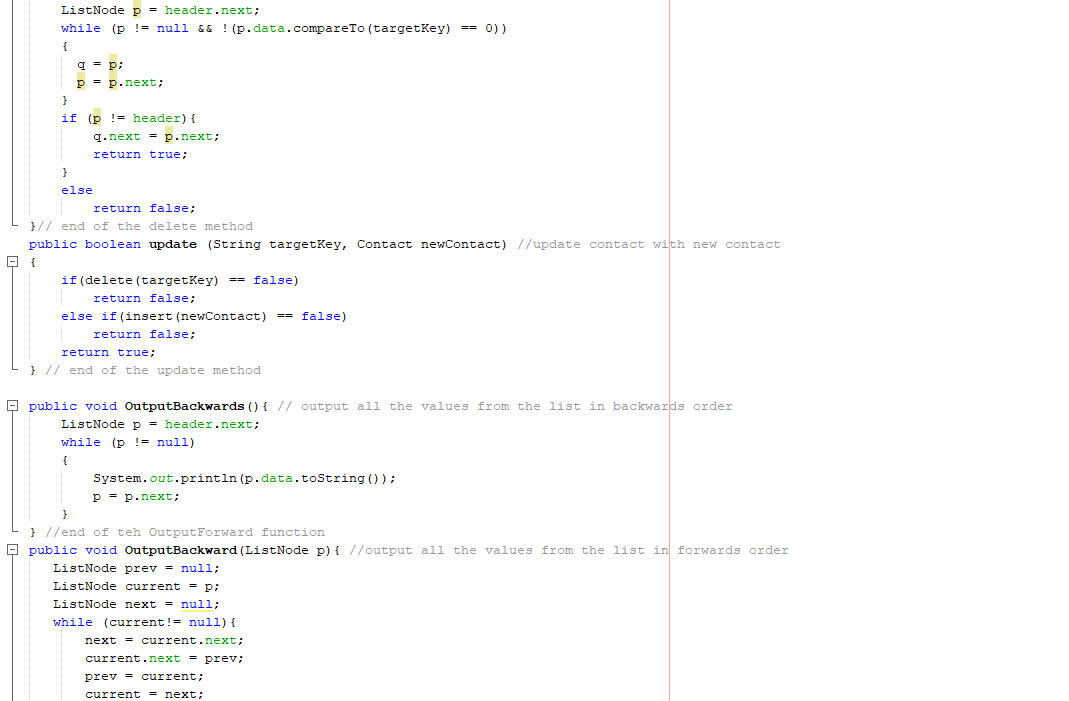 ListNode p = header.next;
while (p != null && !(p.data.compareTo(targetKey) == 0))
{
q = p;
p = p.next;
}
if (p != header){
q.next = p.next;
return true;
}
else
return false;
}// end of the delete method
public boolean update (String targetKey, Contact newContact) //update contact with new contact
{
if(delete(targetKey) == false)
return false;
else if(insert(newContact) == false)
return false;
return true;
} // end of the update method
public void OutputBackwards(){ // output all the values from the list in backwards order
ListNode p = header.next;
while (p != null)
{
System.out.println(p.data.toString());
p = p.next;
}
} //end of teh OutputForward function
public void OutputBackward(ListNode p){ //output all the values from the list in forwards order
ListNode prev = null;
ListNode current = p;
ListNode next = null;
while (current!= null){
next = current.next;
current.next = prev;
prev = current;
current = next;